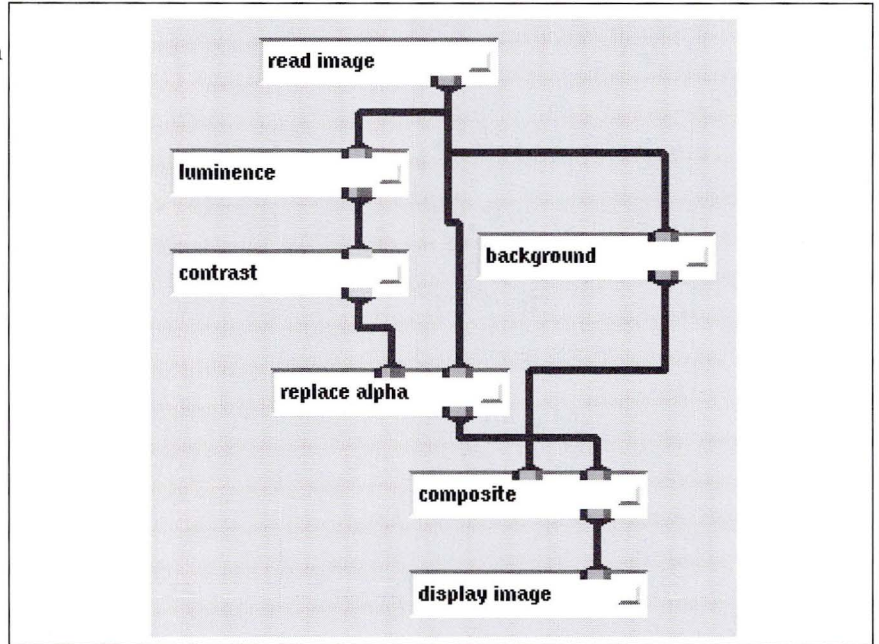 read image
luminence
contrast
background
replace alpha
composite
display image